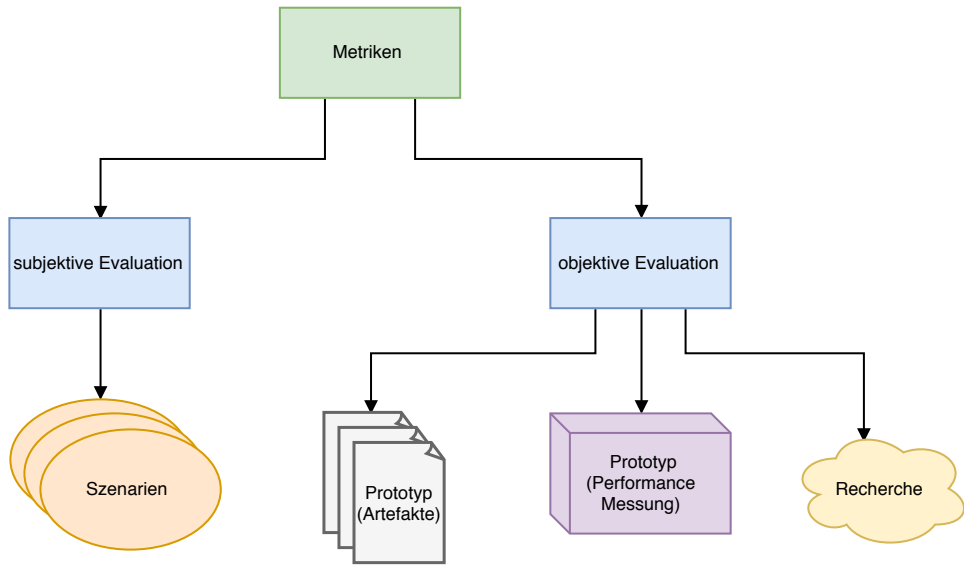 Metriken
subjektive Evaluation
objektive Evaluation
Szenarien
Prototyp
(Artefakte)
Prototyp
(Performance
Messung)
Recherche